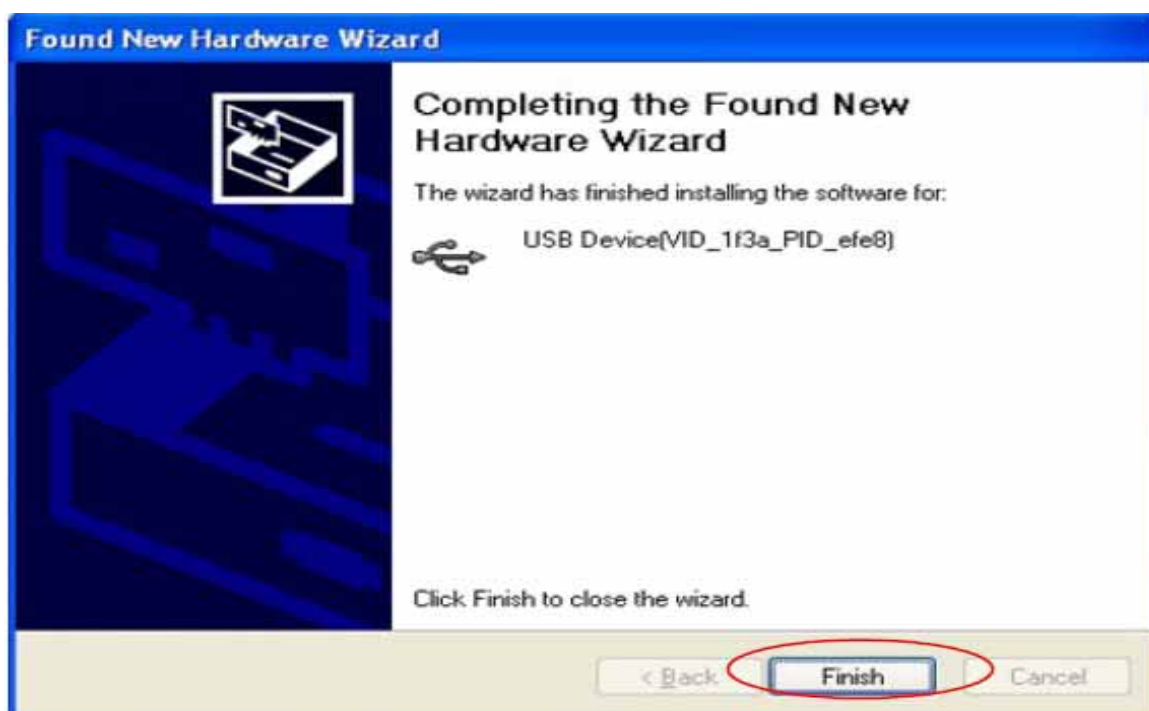 Found New Hardware Wizard
Completing the Found New
Hardware Wizard
The wizard has finished installing the software for:
USB Device(VID_1f3a_PID_efe8)
Click Finish to close the wizard.
< Back
Finish
Cancel